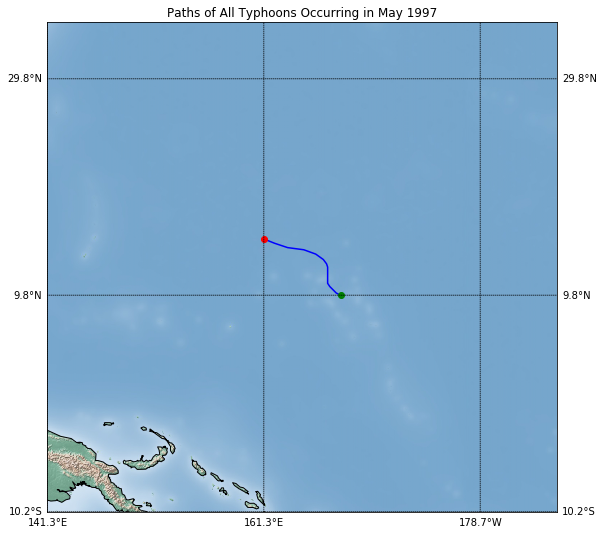 Paths of All Typhoons Occurring in May 1997
29.8°N 29.8°N
9.8°N 9.8°N
10.2°S 10.2°S
141.3°E 161.3°E 178.7°W